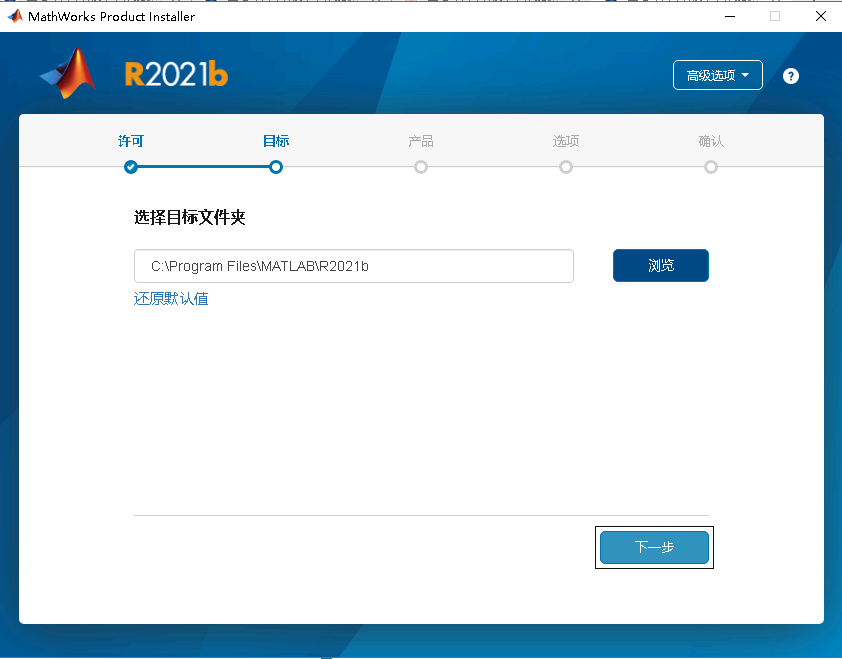 MathWorks Product Installer
R2021b
高级选项
?
许可
目标
产品
选项
确认
选择目标文件夹
C:\Program Files\MATLAB\R2021b
浏览
还原默认值
下一步